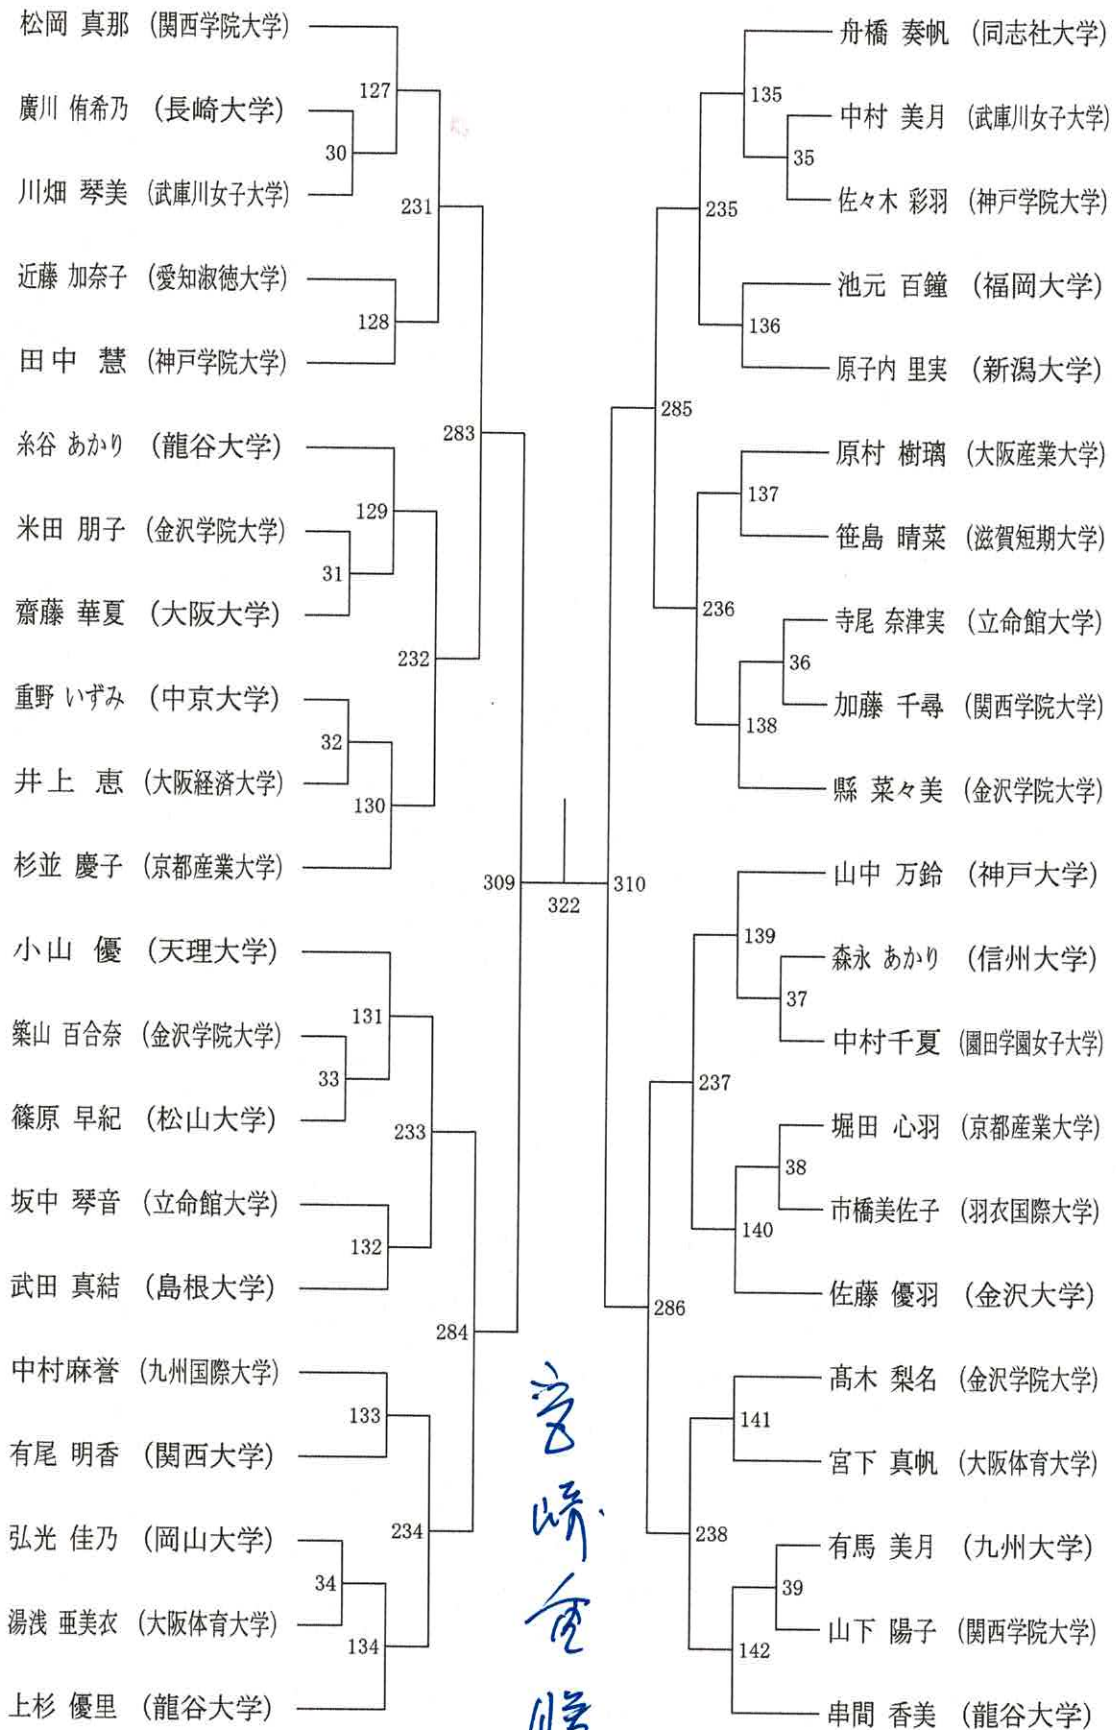 松岡 真那 (関西学院大学)
廣川 侑希乃 (長崎大学)
川畑 琴美 (武庫川女子大学)
近藤 加奈子 (愛知淑徳大学)
田中 慧 (神戸学院大学)
糸谷 あかり (龍谷大学)
米田 朋子 (金沢学院大学)
齋藤 華夏 (大阪大学)
重野 いずみ (中京大学)
井上 恵 (大阪経済大学)
杉並 慶子 (京都産業大学)
小山 優 (天理大学)
築山 百合奈 (金沢学院大学)
篠原 早紀 (松山大学)
坂中 琴音 (立命館大学)
武田 真結 (島根大学)
中村麻誉 (九州国際大学)
有尾 明香 (関西大学)
弘光 佳乃 (岡山大学)
湯浅 亜美衣 (大阪体育大学)
上杉 優里 (龍谷大学)
127
30
231
128
283
129
31
232
32
130
309
131
33
233
132
284
133
234
34
134
322
舟橋 奏帆 (同志社大学)
中村 美月 (武庫川女子大学)
佐々木 彩羽 (神戸学院大学)
池元 百鐘 (福岡大学)
原子内 里実 (新潟大学)
原村 樹璃 (大阪産業大学)
笹島 晴菜 (滋賀短期大学)
寺尾 奈津実 (立命館大学)
加藤 千尋 (関西学院大学)
縣 菜々美 (金沢学院大学)
山中 万鈴 (神戸大学)
森永 あかり (信州大学)
中村千夏 (園田学園女子大学)
堀田 心羽 (京都産業大学)
市橋美佐子 (羽衣国際大学)
佐藤 優羽 (金沢大学)
髙木 梨名 (金沢学院大学)
宮下 真帆 (大阪体育大学)
有馬 美月 (九州大学)
山下 陽子 (関西学院大学)
串間 香美 (龍谷大学)
135
35
235
136
285
137
236
36
138
310
139
37
237
38
140
286
141
238
39
142